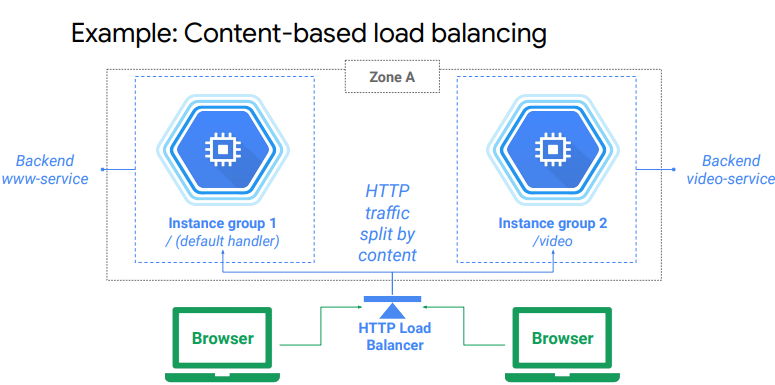 Example: Content-based load balancing
Zone A
Backend
www-service
Instance group 1
/ (default handler)
HTTP
traffic
split by
content
Instance group 2
/video
Backend
video-service
Browser
HTTP Load
Balancer
Browser